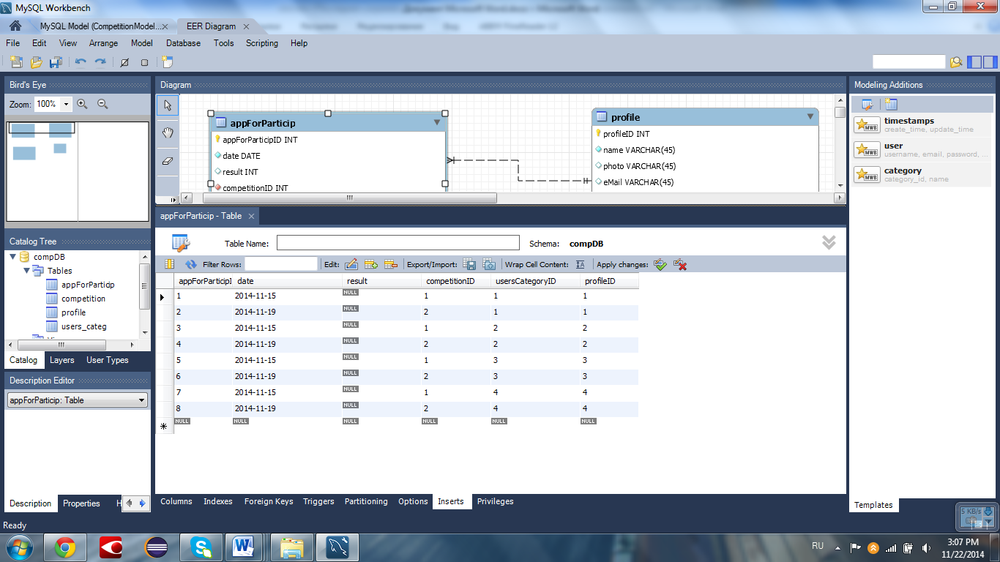 MySQL Workbench
MySQL Model (CompetitionModel... EER Diagram
File Edit View Arrange Model Database Tools Scripting Help
Bird's Eye
Zoom: 100%
Catalog Tree
compDB
Tables
appForParticip
competition
profile
users_categ
Catalog Layers User Types
Description Editor
appForParticip: Table
Description Properties H
Diagram
appForParticip
appForParticipID INT
date DATE
result INT
competitionID INT
profile
profileID INT
name VARCHAR(45)
photo VARCHAR(45)
eMail VARCHAR(45)
appForParticip - Table
Table Name: Schema: compDB
Filter Rows: Edit: Export/Import: Wrap Cell Content: Apply changes:
appForParticipI date result competitionID usersCategoryID profileID
1 2014-11-15 NULL 1 1 1
2 2014-11-19 NULL 2 1 1
3 2014-11-15 NULL 1 2 2
4 2014-11-19 NULL 2 2 2
5 2014-11-15 NULL 1 3 3
6 2014-11-19 NULL 2 3 3
7 2014-11-15 NULL 1 4 4
8 2014-11-19 NULL 2 4 4
NULL NULL NULL NULL NULL NULL
Columns Indexes Foreign Keys Triggers Partitioning Options Inserts Privileges
Modeling Additions
MWB timestamps
create_time, update_time
MWB user
username, email, password, ...
MWB category
category_id, name
Templates
5 KB/s
Ready
RU 3:07 PM
11/22/2014